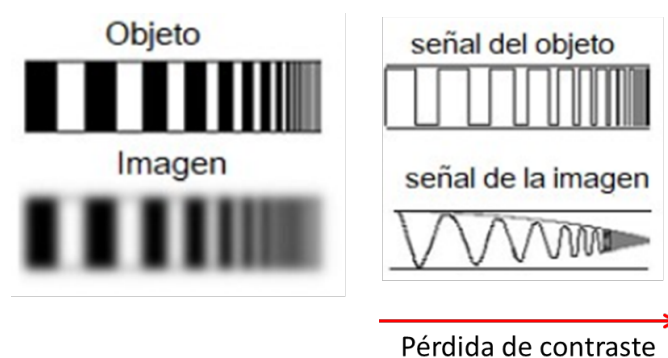 Objeto
Imagen
señal del objeto
señal de la imagen
Pérdida de contraste